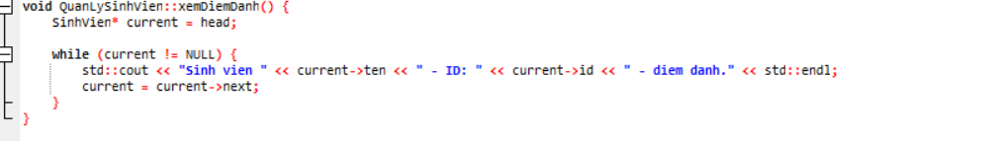 void QuanLySinhVien::xemDiemDanh() {
SinhVien* current = head;
while (current != NULL) {
std::cout << "Sinh vien " << current->ten << " - ID: " << current->id << " - diem danh." << std::endl;
current = current->next;
}
}